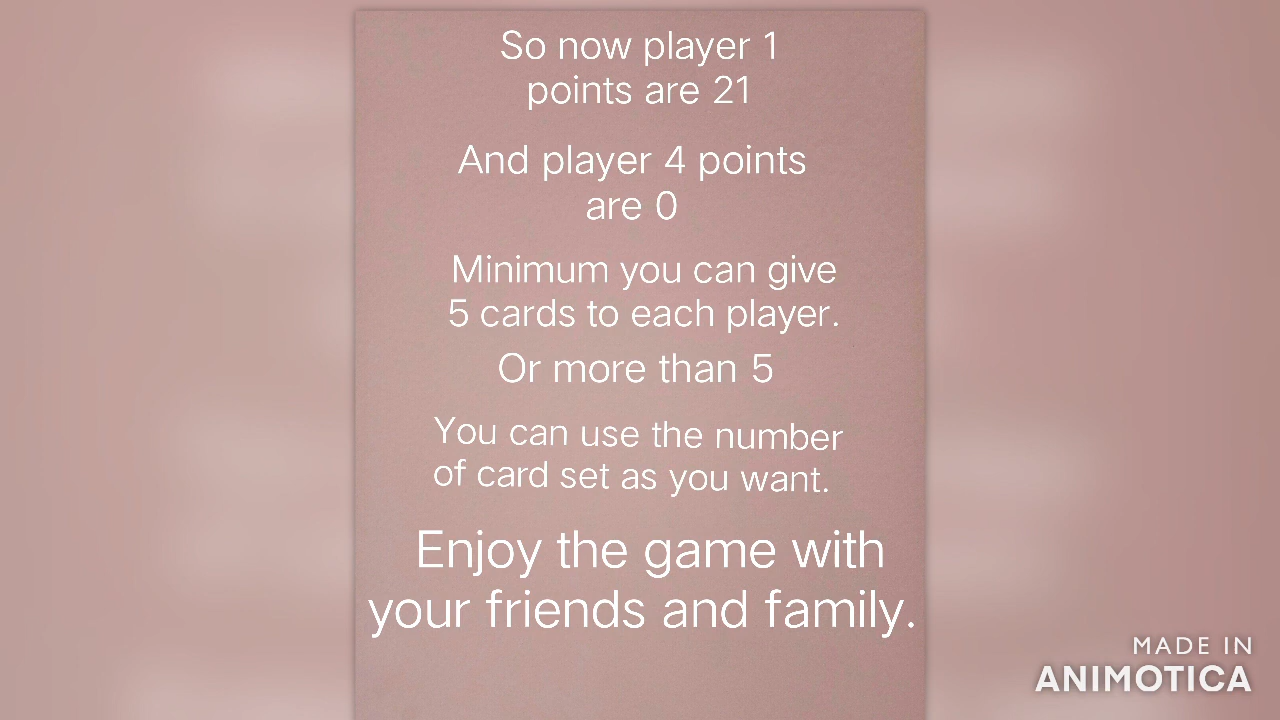 So now player 1
points are 21
And player 4 points
are 0
Minimum you can give
5 cards to each player.
Or more than 5
You can use the number
of card set as you want.
Enjoy the game with
your friends and family.
MADE IN
ANIMOTICA